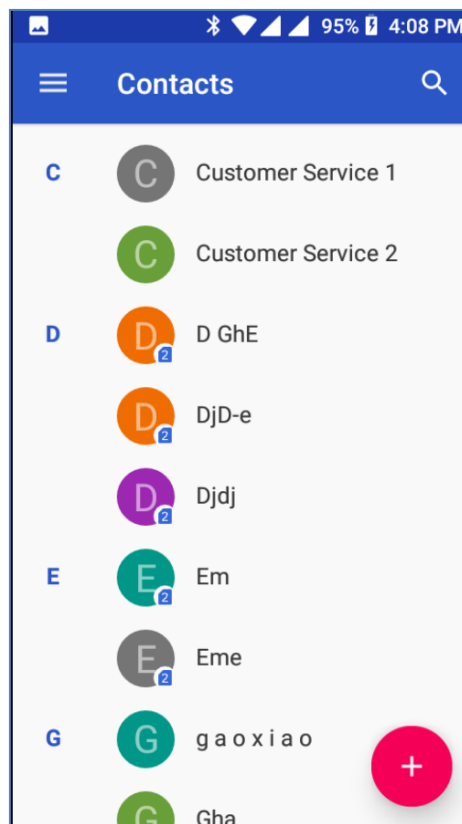 95% 4:08 PM
Contacts
C C Customer Service 1
C Customer Service 2
D D D GhE
2
D DjD-e
2
D Djdj
2
E E Em
2
E Eme
2
G G g a o x i a o
G Gha